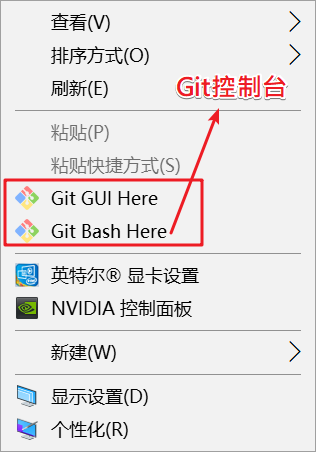 查看(V)
排序方式(O)
刷新(E)
Git控制台
粘贴(P)
粘贴快捷方式(S)
Git GUI Here
Git Bash Here
英特尔® 显卡设置
NVIDIA 控制面板
新建(W)
显示设置(D)
个性化(R)